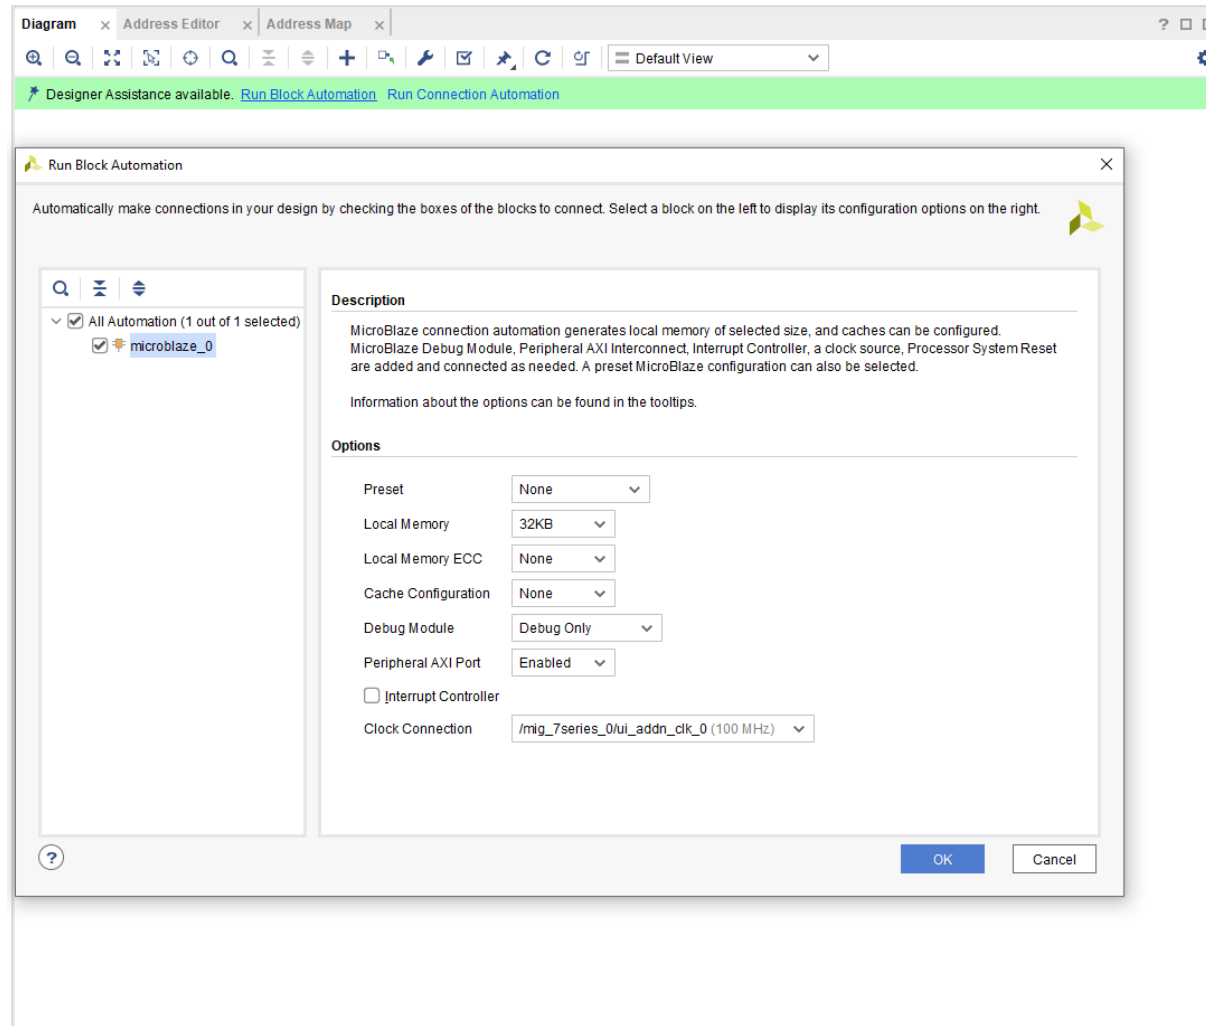 Diagram × Address Editor × Address Map ×
Default View
Designer Assistance available. Run Block Automation Run Connection Automation
Run Block Automation
Automatically make connections in your design by checking the boxes of the blocks to connect. Select a block on the left to display its configuration options on the right.
All Automation (1 out of 1 selected)
microblaze_0
Description
MicroBlaze connection automation generates local memory of selected size, and caches can be configured.
MicroBlaze Debug Module, Peripheral AXI Interconnect, Interrupt Controller, a clock source, Processor System Reset
are added and connected as needed. A preset MicroBlaze configuration can also be selected.
Information about the options can be found in the tooltips.
Options
Preset None
Local Memory 32KB
Local Memory ECC None
Cache Configuration None
Debug Module Debug Only
Peripheral AXI Port Enabled
Interrupt Controller
Clock Connection /mig_7series_0/ui_addn_clk_0 (100 MHz)
? OK Cancel